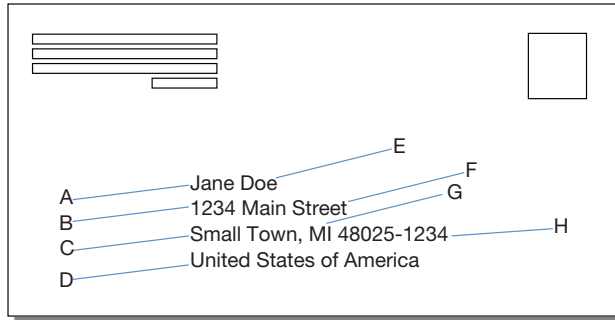 E
F
A Jane Doe
G
B 1234 Main Street
H
C Small Town, MI 48025-1234
D United States of America